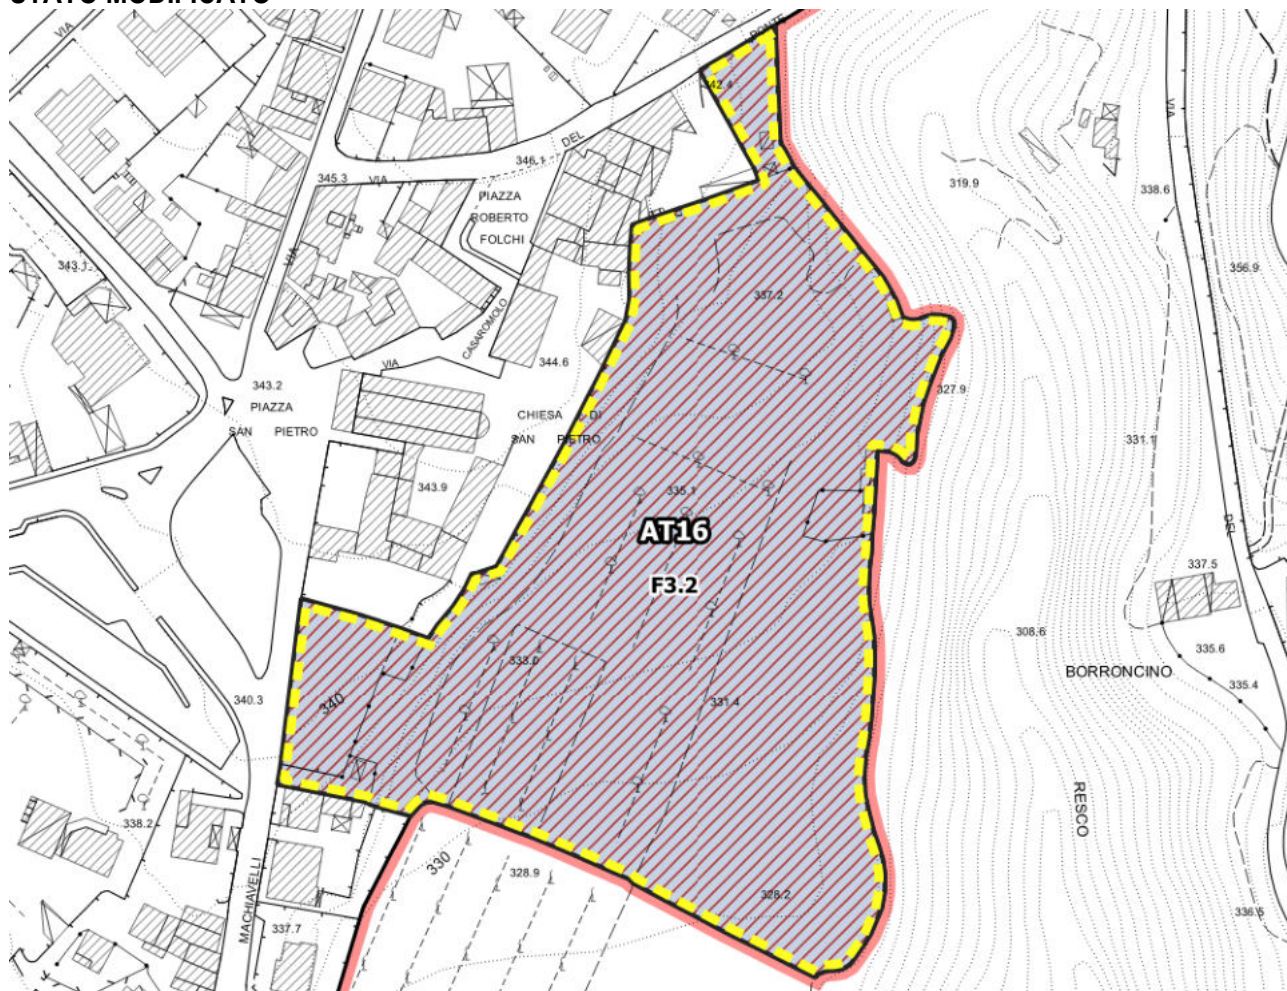 STATO MODIFICATO
VIA
PONTE
342.4
DEL
346.1
VIA
345.3
PIAZZA
ROBERTO
FOLCHI
VIA
343.1
319.9
VIA
338.6
356.9
337.2
CASAROMOLO
344.6
VIA
327.9
343.2
PIAZZA
SAN PIETRO
CHIESA DI
SAN PIETRO
331.1
343.9
335.1
AT16
DEL
F3.2
337.5
308.6
333.0
335.6
BORRONCINO
335.4
340.3
340
331.4
RESCO
338.2
330
328.9
328.2
MACHIAVELLI
337.7
336.5